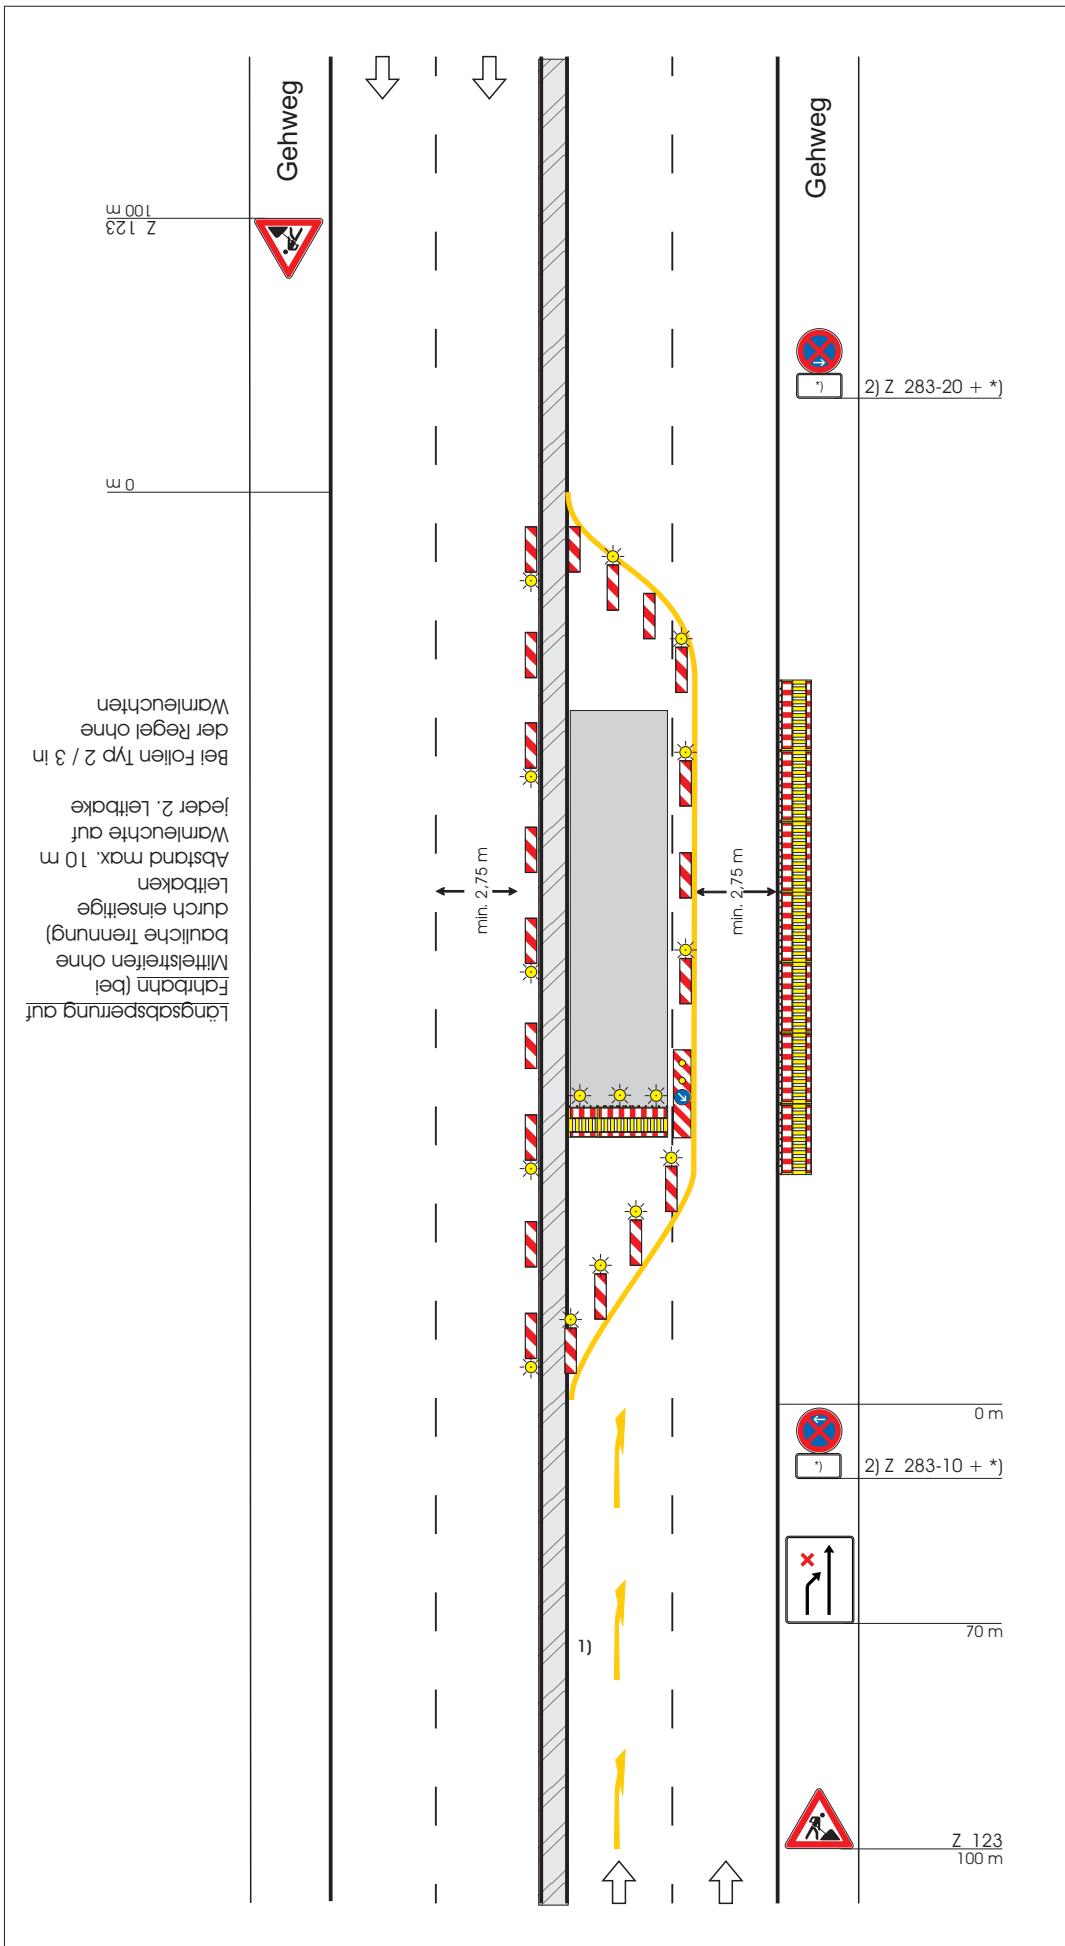 Gehweg
Gehweg
Z 123
100 m
*)
2) Z 283-20 + *)
0 m
Längsabsperrung auf
Fahrbahn (bei
Mittelstreifen ohne
bauliche Trennung)
durch einseitige
Leitbaken
Abstand max. 10 m
Warnleuchte auf
jeder 2. Leitbake
Bei Folien Typ 2 / 3 in
der Regel ohne
Warnleuchten
min. 2,75 m
min. 2,75 m
0 m
*)
2) Z 283-10 + *)
70 m
1)
Z 123
100 m